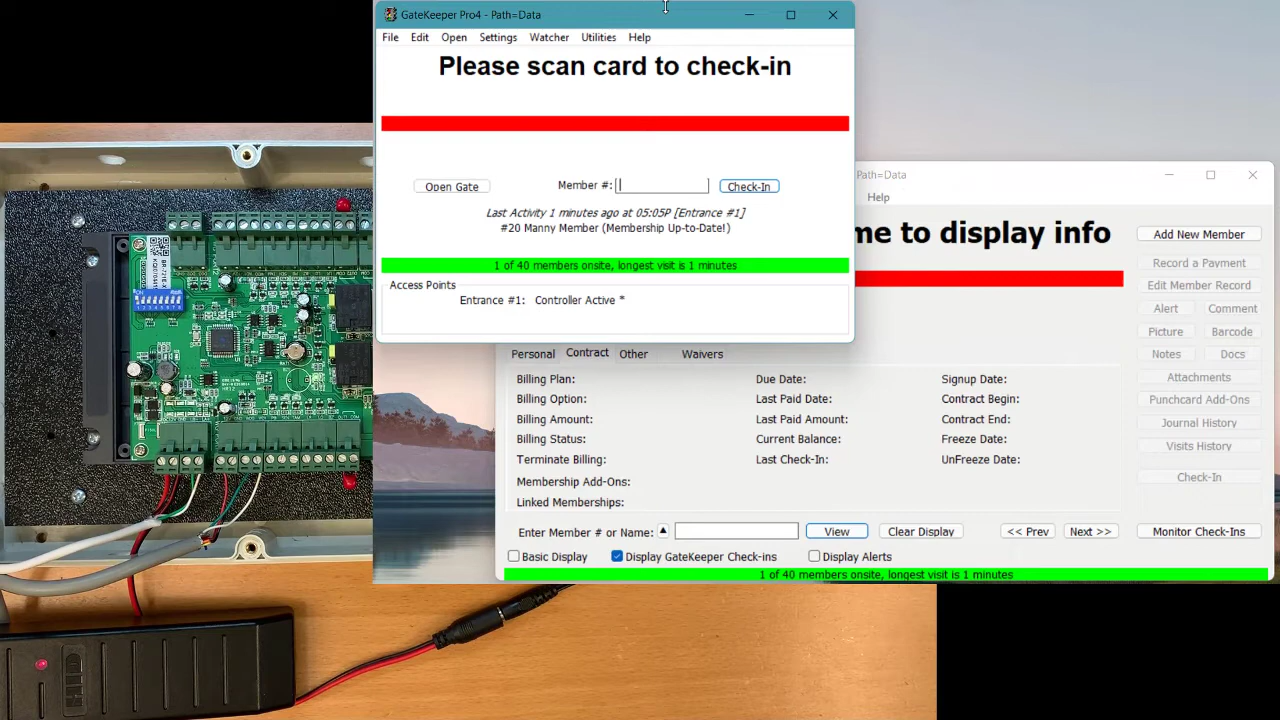 GateKeeper Pro4 - Path=Data
File Edit Open Settings Watcher Utilities Help
Please scan card to check-in
Open Gate Member #: Check-In
Last Activity 1 minutes ago at 05:05P [Entrance #1]
#20 Manny Member (Membership Up-to-Date!)
1 of 40 members onsite, longest visit is 1 minutes
Access Points
Entrance #1: Controller Active *
Path=Data
Help
me to display info
Add New Member
Record a Payment
Edit Member Record
Alert Comment
Picture Barcode
Notes Docs
Attachments
Punchcard Add-Ons
Journal History
Visits History
Check-In
Personal Contract Other Waivers
Billing Plan: Due Date: Signup Date:
Billing Option: Last Paid Date: Contract Begin:
Billing Amount: Last Paid Amount: Contract End:
Billing Status: Current Balance: Freeze Date:
Terminate Billing: Last Check-In: UnFreeze Date:
Membership Add-Ons:
Linked Memberships:
Enter Member # or Name: View Clear Display << Prev Next >> Monitor Check-Ins
Basic Display Display GateKeeper Check-ins Display Alerts
1 of 40 members onsite, longest visit is 1 minutes